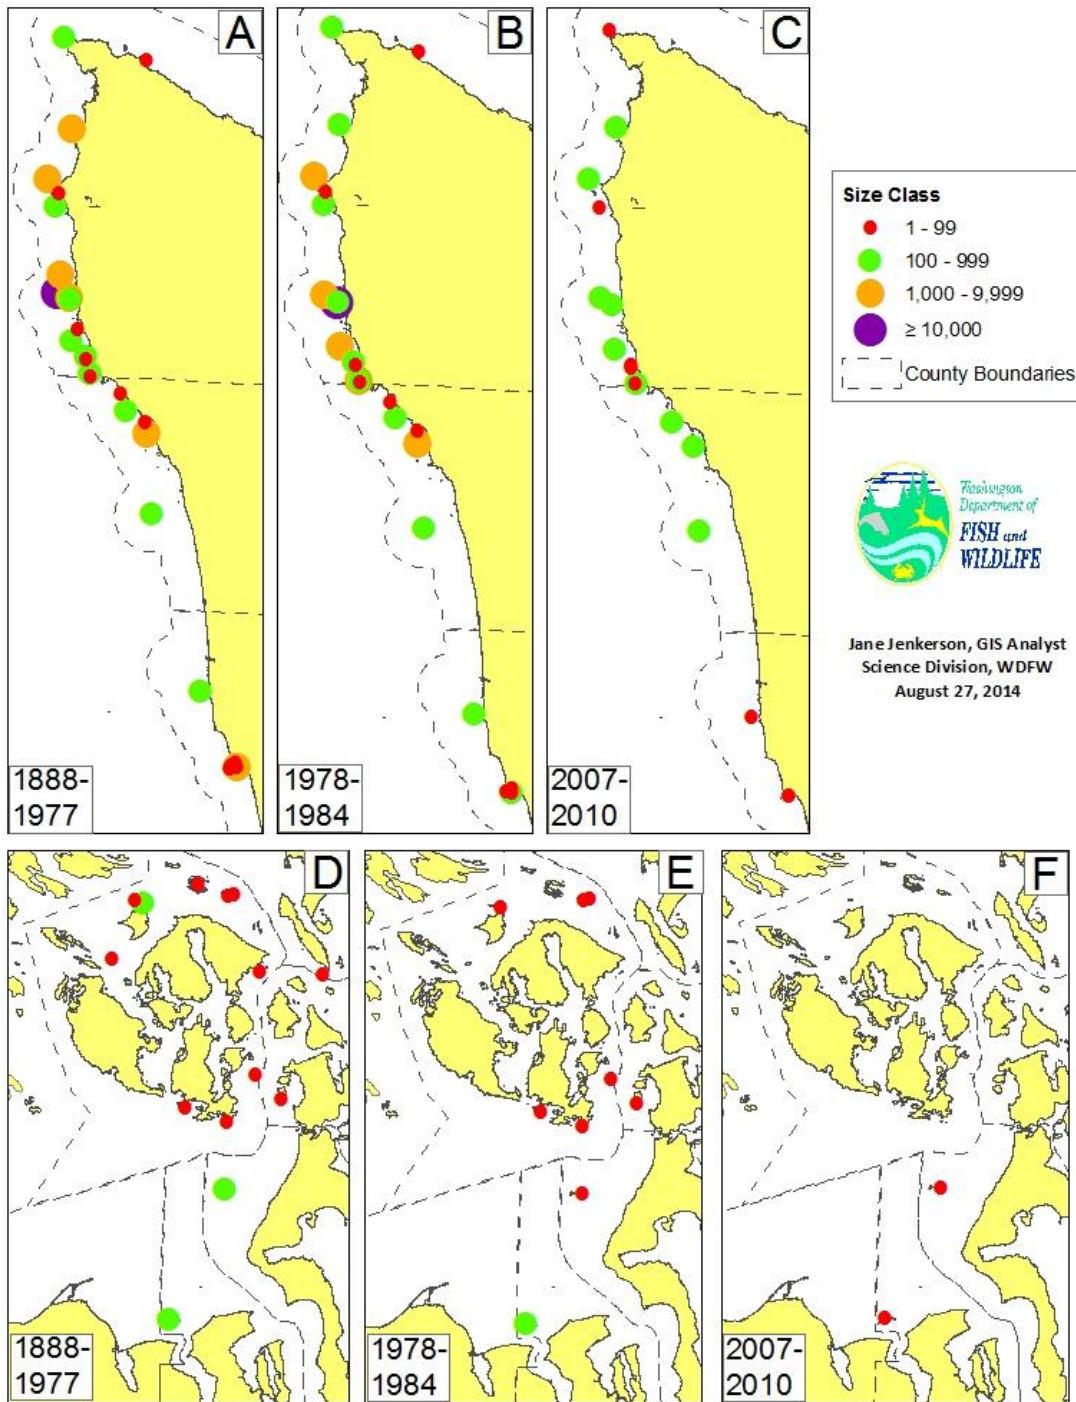 A
B
C
1888-
1977
1978-
1984
2007-
2010
Size Class
1 - 99
100 - 999
1,000 - 9,999
≥ 10,000
County Boundaries
Washington
Department of
FISH and
WILDLIFE
Jane Jenkerson, GIS Analyst
Science Division, WDFW
August 27, 2014
D
E
F
1888-
1977
1978-
1984
2007-
2010